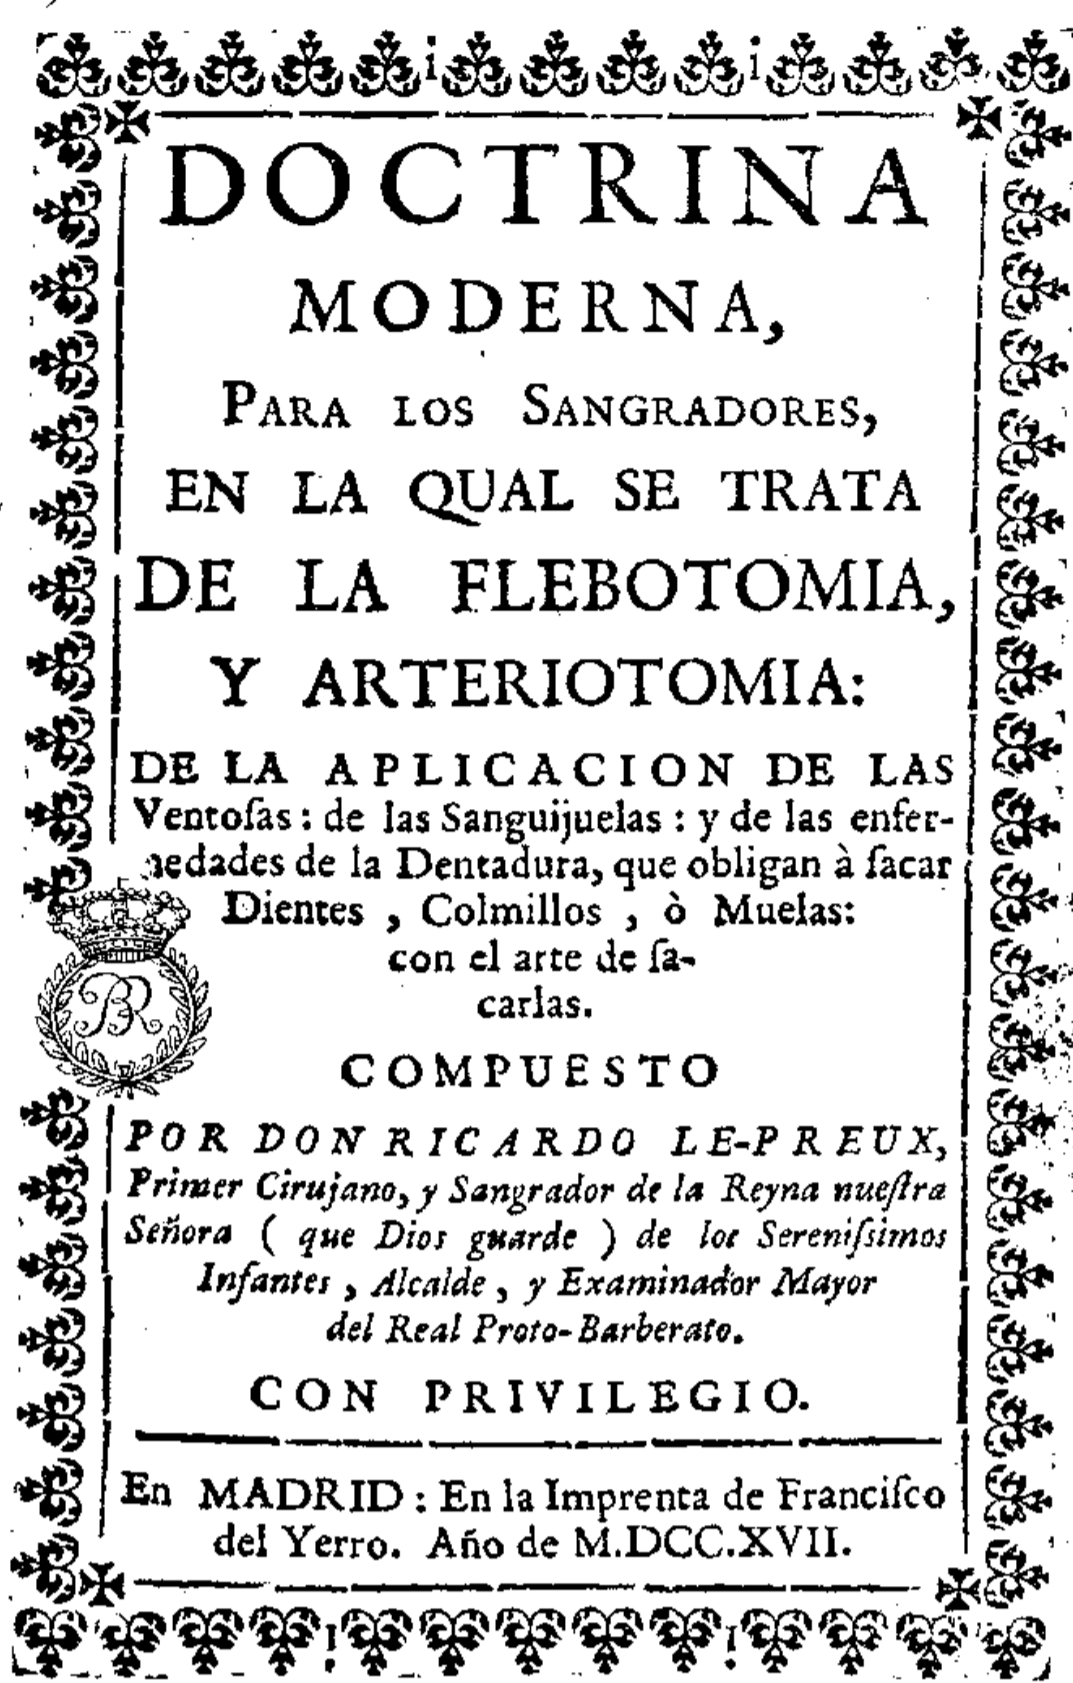 DOCTRINA
MODERNA,
PARA LOS SANGRADORES,
EN LA QUAL SE TRATA
DE LA FLEBOTOMIA,
Y ARTERIOTOMIA:
DE LA APLICACION DE LAS
Ventoſas : de las Sanguijuelas : y de las enfer-
medades de la Dentadura, que obligan à ſacar
Dientes , Colmillos , ò Muelas:
con el arte de ſa-
carlas.
COMPUESTO
POR DON RICARDO LE-PREUX,
Primer Cirujano, y Sangrador de la Reyna nueſtra
Señora ( que Dios guarde ) de los Sereniſsimos
Infantes , Alcalde , y Examinador Mayor
del Real Proto-Barberato.
CON PRIVILEGIO.
En MADRID : En la Imprenta de Franciſco
del Yerro. Año de M.DCC.XVII.
BR